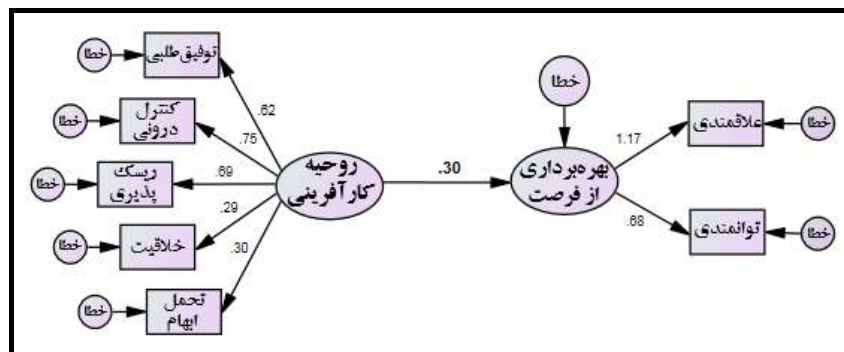 خطا
توفیق‌طلبی
.62
خطا
کنترل
درونی
.75
خطا
ریسک
پذیری
.69
خطا
خلاقیت
.29
خطا
تحمل
ابهام
.30
روحیه
کارآفرینی
.30
خطا
بهره‌برداری
از فرصت
1.17
علاقمندی
خطا
.68
توانمندی
خطا